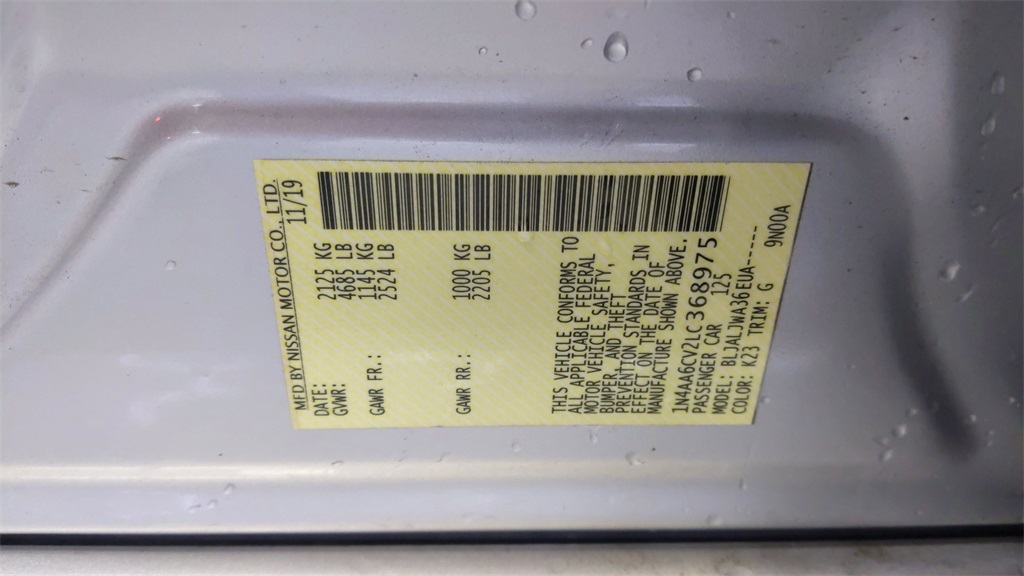 MFD BY NISSAN MOTOR CO., LTD.
DATE: 11/19
GVWR: 2125 KG
4685 LB
GAWR FR.: 1145 KG
2524 LB
GAWR RR.: 1000 KG
2205 LB
THIS VEHICLE CONFORMS TO
ALL APPLICABLE FEDERAL
MOTOR VEHICLE SAFETY,
BUMPER, AND THEFT
PREVENTION STANDARDS IN
EFFECT ON THE DATE OF
MANUFACTURE SHOWN ABOVE.
1N4AA6CV2LC368975
PASSENGER CAR 125
MODEL: BLJALJWA36EUA------
COLOR: K23 TRIM: G 9N00A